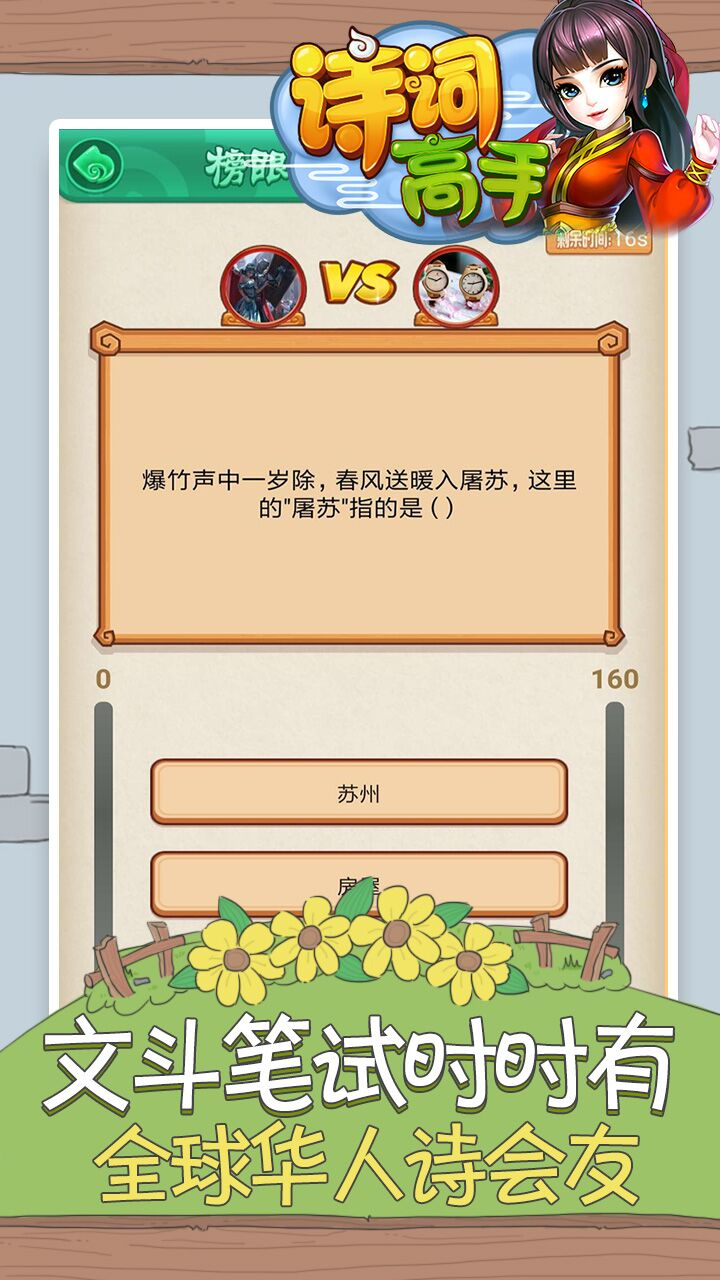 诗词
高手
榜眼
剩余时间:16s
VS
爆竹声中一岁除，春风送暖入屠苏，这里
的"屠苏"指的是（）
0
160
苏州
房屋
文斗笔试时时有
全球华人诗会友